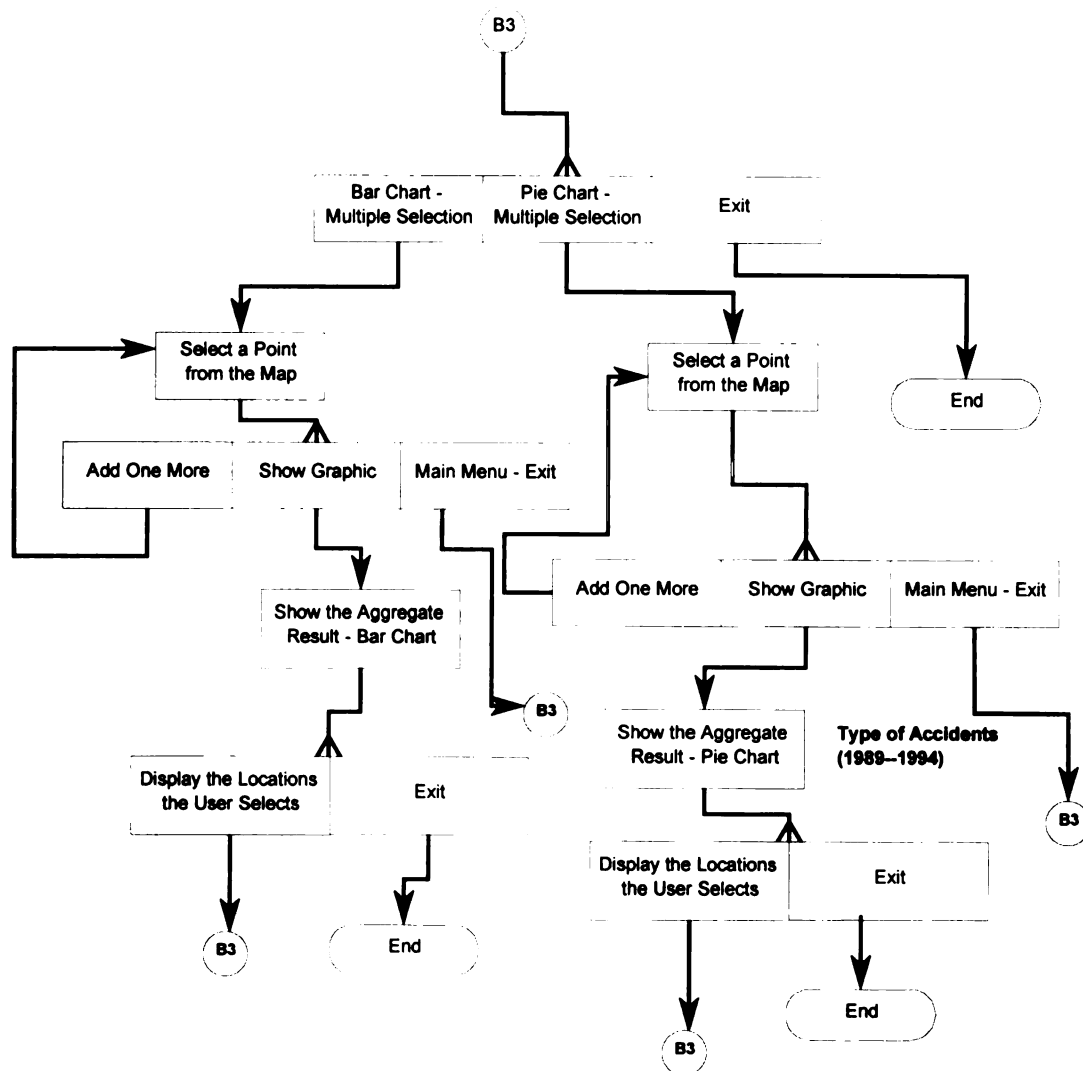 B3
Bar Chart -
Multiple Selection
Pie Chart -
Multiple Selection
Exit
Select a Point
from the Map
Select a Point
from the Map
End
Add One More
Show Graphic
Main Menu - Exit
Add One More
Show Graphic
Main Menu - Exit
Show the Aggregate
Result - Bar Chart
B3
Show the Aggregate
Result - Pie Chart
Type of Accidents
(1989--1994)
Display the Locations
the User Selects
Exit
B3
Display the Locations
the User Selects
Exit
B3
End
End
B3